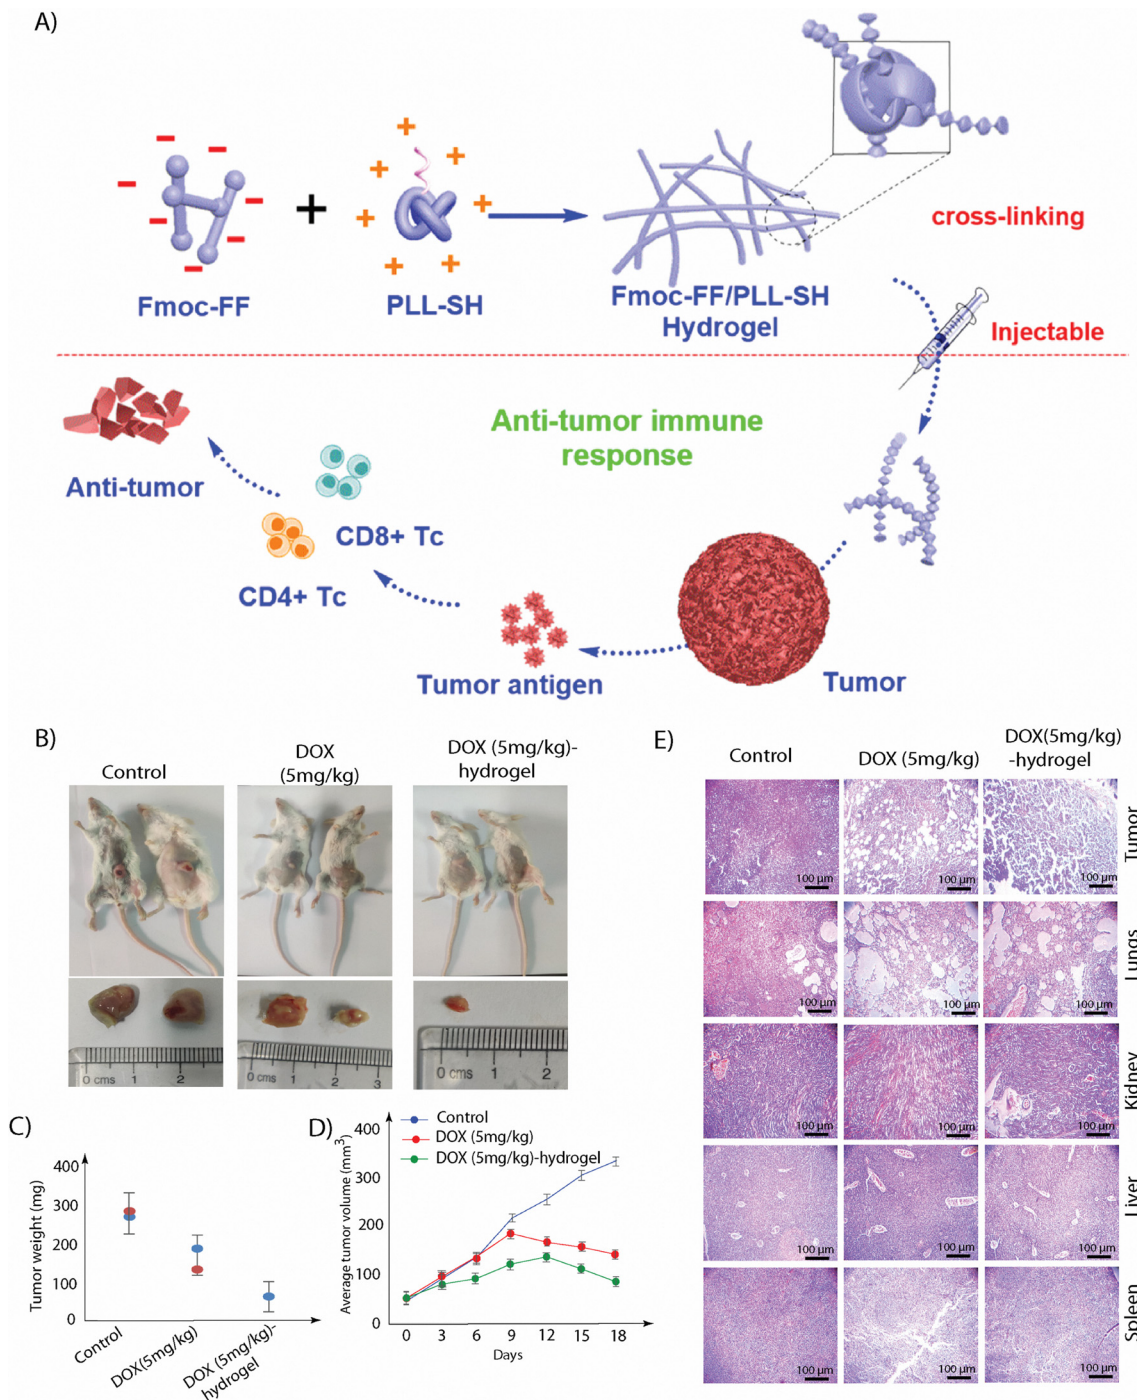 A)
Fmoc-FF
+
PLL-SH
Fmoc-FF/PLL-SH
Hydrogel
cross-linking
Injectable
Anti-tumor immune
response
Anti-tumor
CD8+ Tc
CD4+ Tc
Tumor antigen
Tumor
B)
Control
DOX
(5mg/kg)
DOX (5mg/kg)-
hydrogel
0 cms 1 2
0 cms 1 2 3
0 cms 1 2
C)
Tumor weight (mg)
400
300
200
100
0
Control
DOX(5mg/kg)
DOX (5mg/kg)-
hydrogel
D)
Average tumor volume (mm3)
Control
DOX (5mg/kg)
DOX (5mg/kg)-hydrogel
400
300
200
100
0
0 3 6 9 12 15 18
Days
E)
Control
DOX (5mg/kg)
DOX(5mg/kg)
-hydrogel
100 µm 100 µm 100 µm
Tumor
100 µm 100 µm 100 µm
Lungs
100 µm 100 µm 100 µm
Kidney
100 µm 100 µm 100 µm
Liver
100 µm 100 µm 100 µm
Spleen